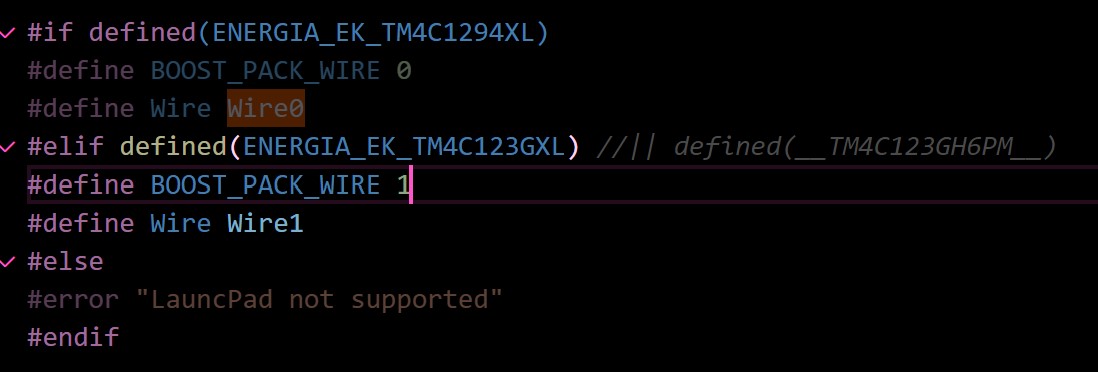 #if defined(ENERGIA_EK_TM4C1294XL)
#define BOOST_PACK_WIRE 0
#define Wire Wire0
#elif defined(ENERGIA_EK_TM4C123GXL) //|| defined(__TM4C123GH6PM__)
#define BOOST_PACK_WIRE 1
#define Wire Wire1
#else
#error "LauncPad not supported"
#endif